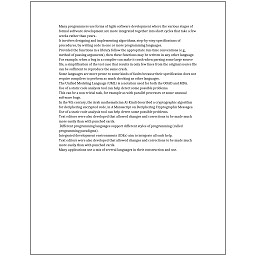 Many programmers use forms of Agile software development where the various stages of
formal software development are more integrated together into short cycles that take a few
weeks rather than years.
It involves designing and implementing algorithms, step-by-step specifications of
procedures, by writing code in one or more programming languages.
Provided the functions in a library follow the appropriate run-time conventions (e.g.,
method of passing arguments), then these functions may be written in any other language.
For example, when a bug in a compiler can make it crash when parsing some large source
file, a simplification of the test case that results in only few lines from the original source file
can be sufficient to reproduce the same crash.
Some languages are more prone to some kinds of faults because their specification does not
require compilers to perform as much checking as other languages.
The Unified Modeling Language (UML) is a notation used for both the OOAD and MDA.
Use of a static code analysis tool can help detect some possible problems.
This can be a non-trivial task, for example as with parallel processes or some unusual
software bugs.
In the 9th century, the Arab mathematician Al-Kindi described a cryptographic algorithm
for deciphering encrypted code, in A Manuscript on Deciphering Cryptographic Messages.
Use of a static code analysis tool can help detect some possible problems.
Text editors were also developed that allowed changes and corrections to be made much
more easily than with punched cards.
Different programming languages support different styles of programming (called
programming paradigms).
Integrated development environments (IDEs) aim to integrate all such help.
Text editors were also developed that allowed changes and corrections to be made much
more easily than with punched cards.
Many applications use a mix of several languages in their construction and use.